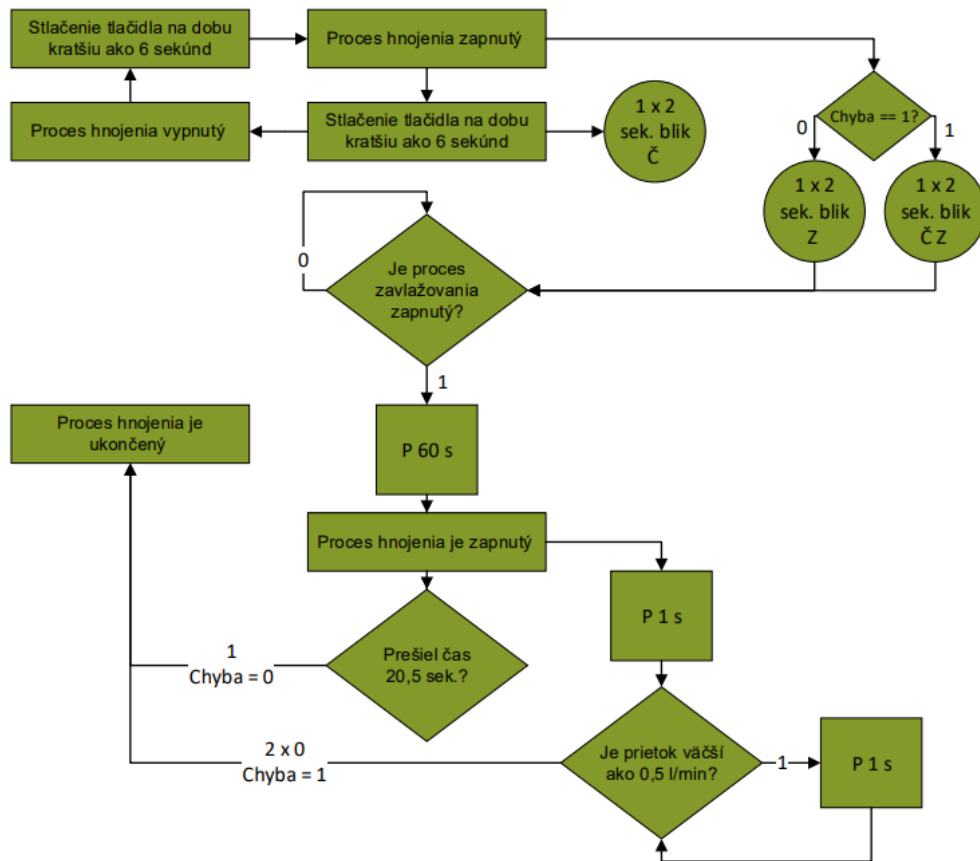 Stlačenie tlačidla na dobu
kratšiu ako 6 sekúnd
Proces hnojenia zapnutý
Proces hnojenia vypnutý
Stlačenie tlačidla na dobu
kratšiu ako 6 sekúnd
1 x 2
sek. blik
Č
Chyba == 1?
0
1
1 x 2
sek. blik
Z
1 x 2
sek. blik
Č Z
0
Je proces
zavlažovania
zapnutý?
1
Proces hnojenia je
ukončený
P 60 s
Proces hnojenia je zapnutý
P 1 s
1
Chyba = 0
Prešiel čas
20,5 sek.?
2 x 0
Chyba = 1
Je prietok väčší
ako 0,5 l/min?
1
P 1 s